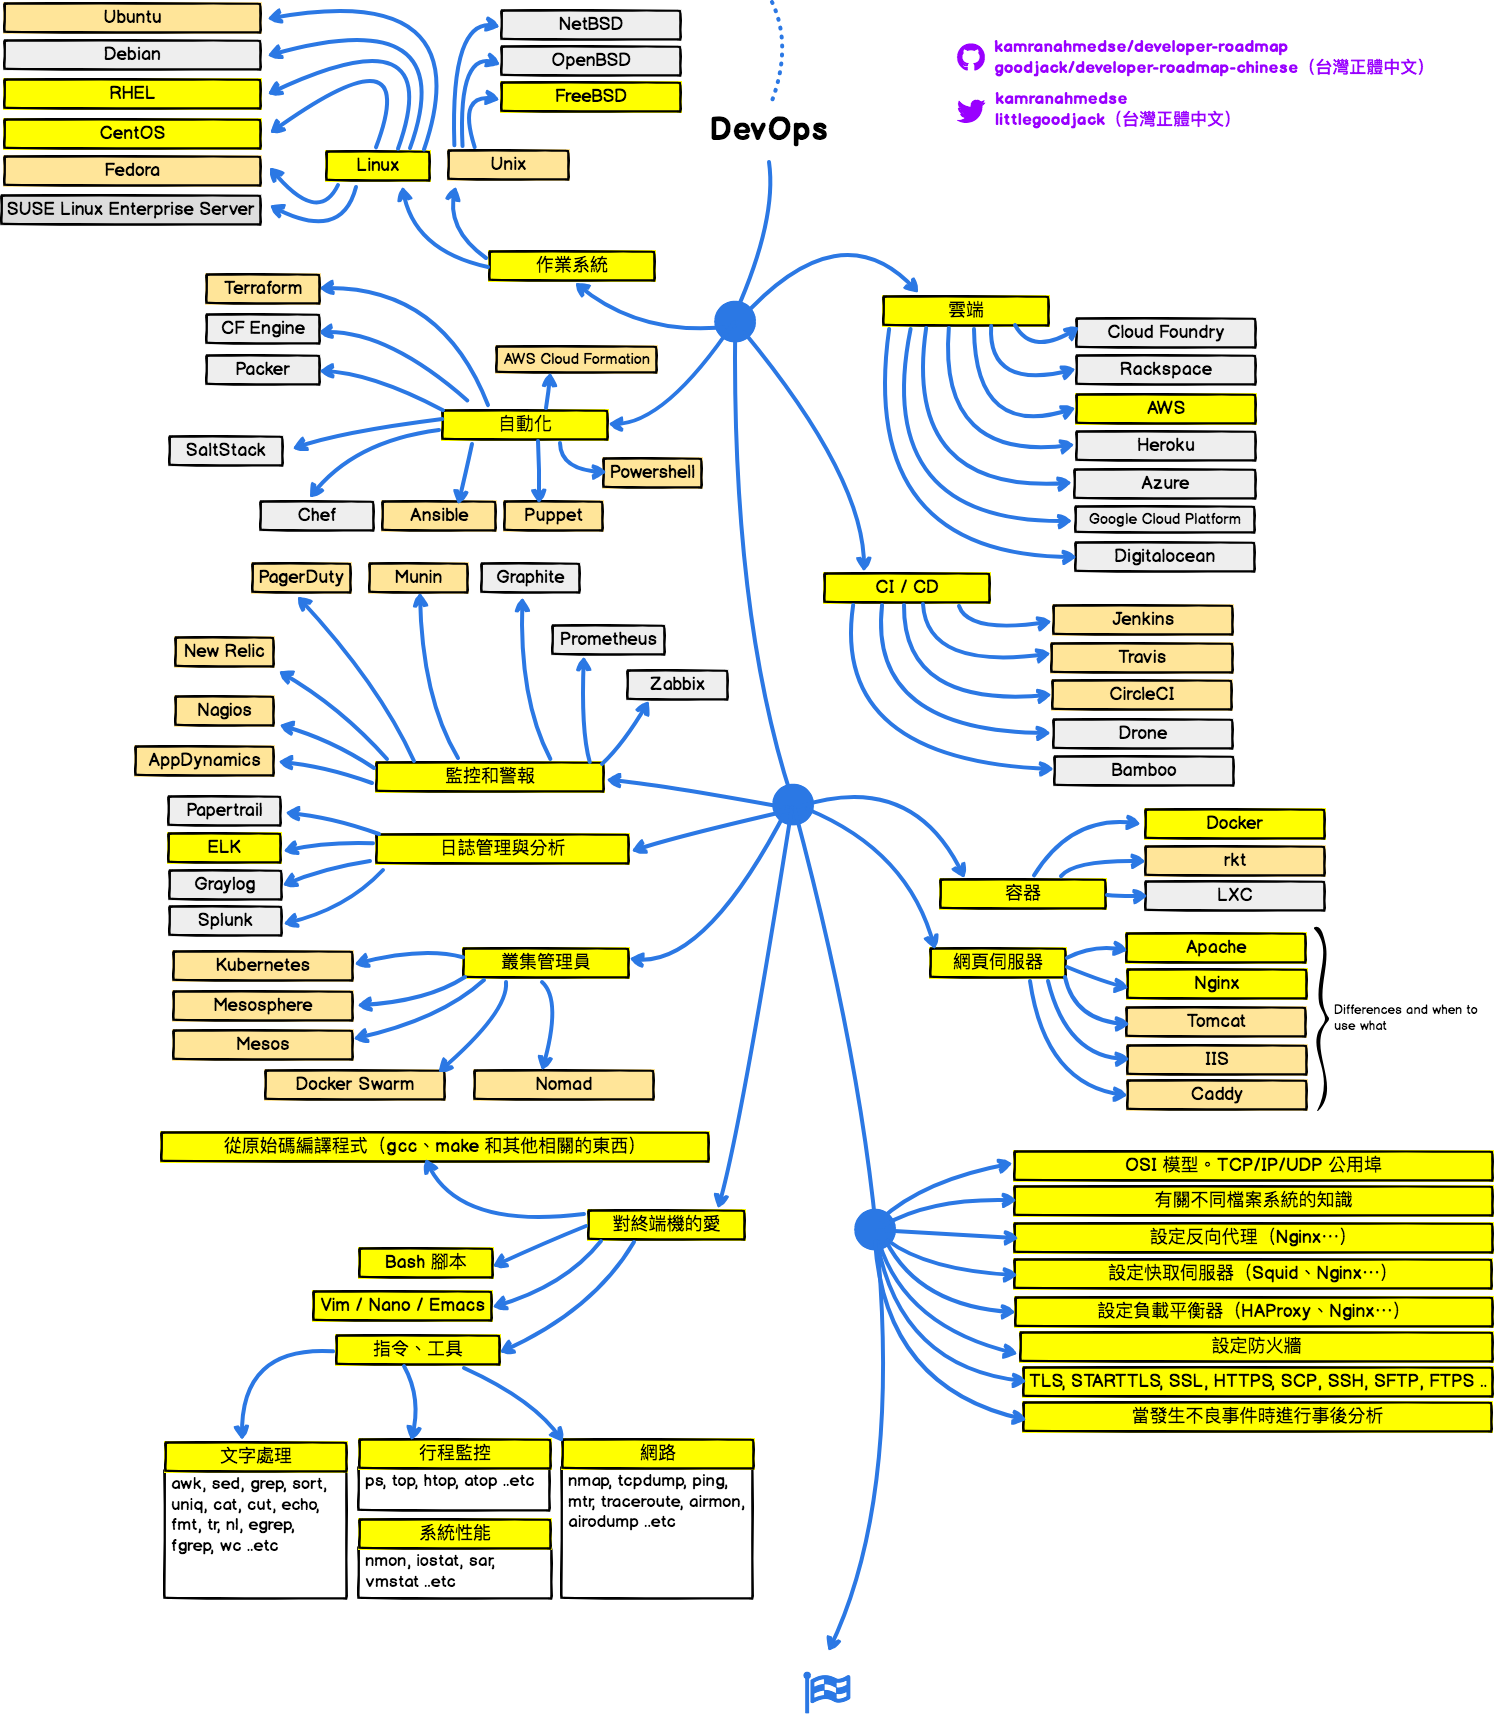 DevOps
kamranahmedse/developer-roadmap
goodjack/developer-roadmap-chinese（台灣正體中文）
kamranahmedse
littlegoodjack（台灣正體中文）
Ubuntu
Debian
RHEL
CentOS
Fedora
SUSE Linux Enterprise Server
NetBSD
OpenBSD
FreeBSD
Linux
Unix
作業系統
Terraform
CF Engine
Packer
AWS Cloud Formation
自動化
SaltStack
Powershell
Chef
Ansible
Puppet
雲端
Cloud Foundry
Rackspace
AWS
Heroku
Azure
Google Cloud Platform
Digitalocean
CI / CD
Jenkins
Travis
CircleCI
Drone
Bamboo
PagerDuty
Munin
Graphite
Prometheus
Zabbix
New Relic
Nagios
AppDynamics
監控和警報
Papertrail
ELK
Graylog
Splunk
日誌管理與分析
容器
Docker
rkt
LXC
網頁伺服器
Apache
Nginx
Tomcat
IIS
Caddy
Differences and when to
use what
叢集管理員
Kubernetes
Mesosphere
Mesos
Docker Swarm
Nomad
從原始碼編譯程式（gcc、make 和其他相關的東西）
對終端機的愛
Bash 腳本
Vim / Nano / Emacs
指令、工具
文字處理
awk, sed, grep, sort,
uniq, cat, cut, echo,
fmt, tr, nl, egrep,
fgrep, wc ..etc
行程監控
ps, top, htop, atop ..etc
系統性能
nmon, iostat, sar,
vmstat ..etc
網路
nmap, tcpdump, ping,
mtr, traceroute, airmon,
airodump ..etc
OSI 模型。TCP/IP/UDP 公用埠
有關不同檔案系統的知識
設定反向代理（Nginx…）
設定快取伺服器（Squid、Nginx…）
設定負載平衡器（HAProxy、Nginx…）
設定防火牆
TLS, STARTTLS, SSL, HTTPS, SCP, SSH, SFTP, FTPS ..
當發生不良事件時進行事後分析